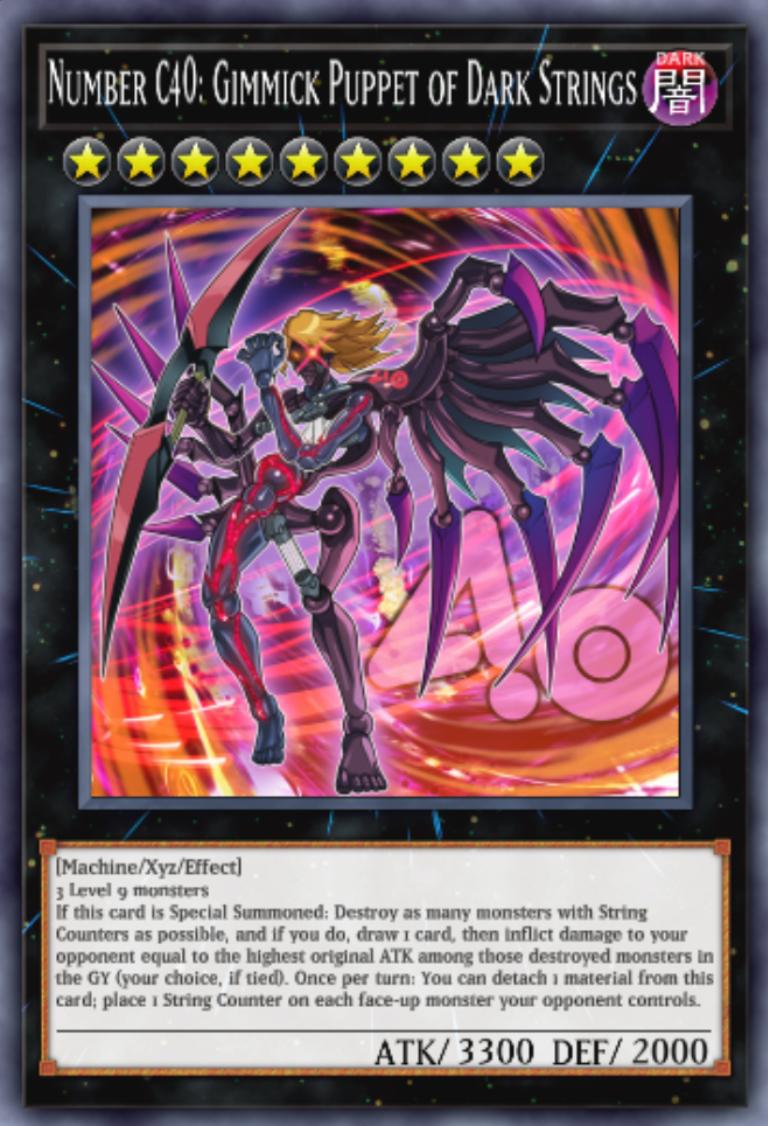 NUMBER C40: GIMMICK PUPPET OF DARK STRINGS
DARK
闇
40
40
[Machine/Xyz/Effect]
3 Level 9 monsters
If this card is Special Summoned: Destroy as many monsters with String
Counters as possible, and if you do, draw 1 card, then inflict damage to your
opponent equal to the highest original ATK among those destroyed monsters in
the GY (your choice, if tied). Once per turn: You can detach 1 material from this
card; place 1 String Counter on each face-up monster your opponent controls.
ATK/ 3300 DEF/ 2000